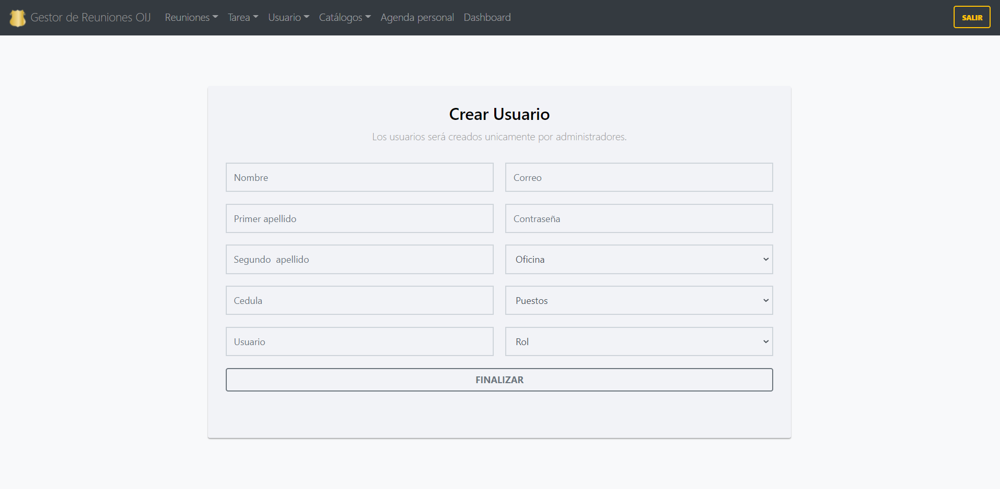 Gestor de Reuniones OIJ Reuniones Tarea Usuario Catálogos Agenda personal Dashboard SALIR
Crear Usuario
Los usuarios será creados unicamente por administradores.
Nombre Correo
Primer apellido Contraseña
Segundo  apellido Oficina
Cedula Puestos
Usuario Rol
FINALIZAR